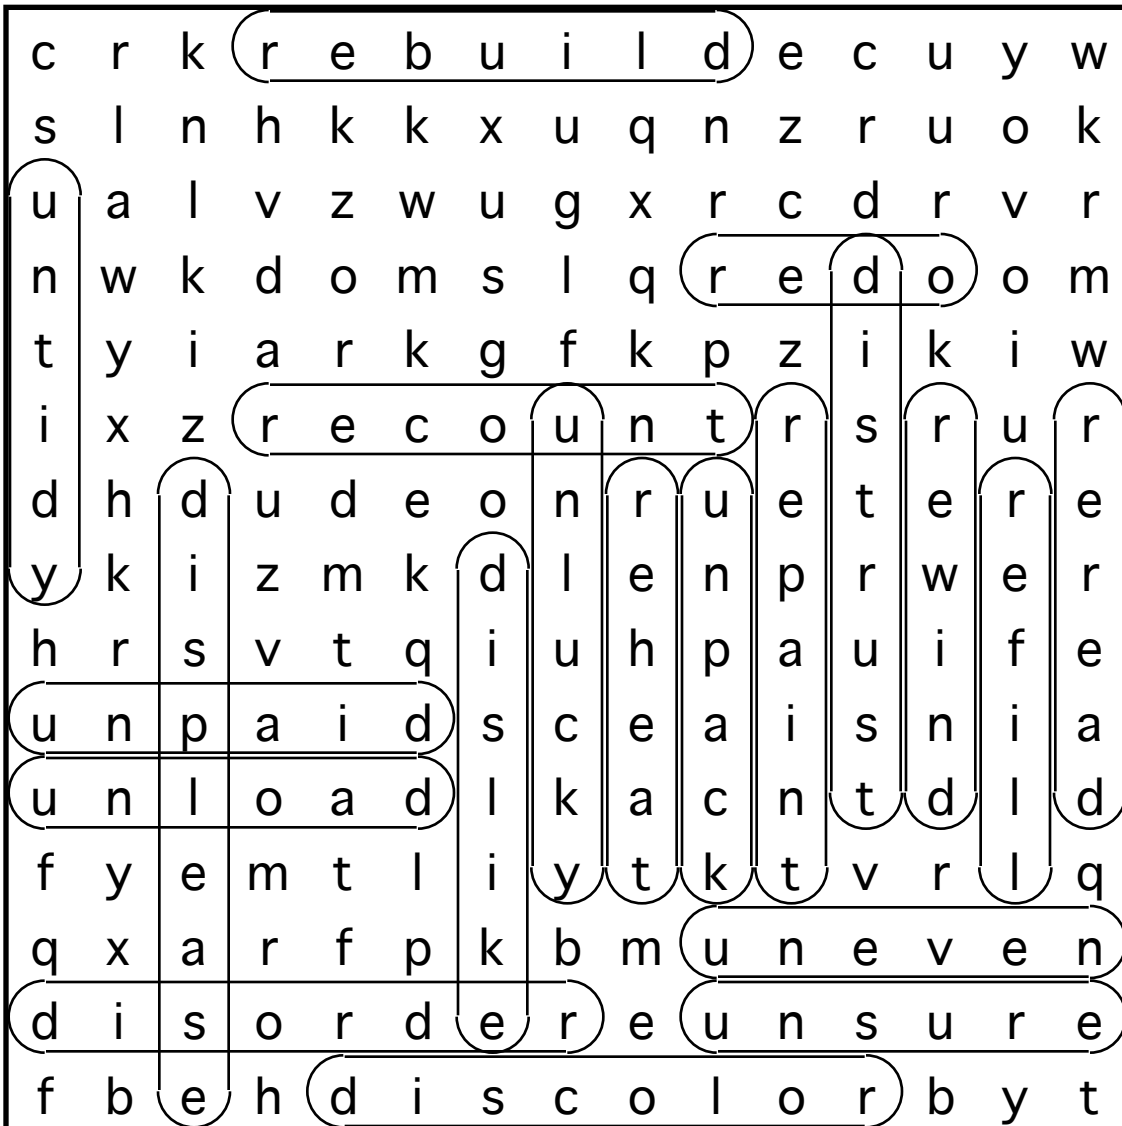 c r k r e b u i l d e c u y w
s l n h k k x u q n z r u o k
u a l v z w u g x r c d r v r
n w k d o m s l q r e d o o m
t y i a r k g f k p z i k i w
i x z r e c o u n t r s r u r
d h d u d e o n r u e t e r e
y k i z m k d l e n p r w e r
h r s v t q i u h p a u i f e
u n p a i d s c e a i s n i a
u n l o a d l k a c n t d l d
f y e m t l i y t k t v r l q
q x a r f p k b m u n e v e n
d i s o r d e r e u n s u r e
f b e h d i s c o l o r b y t